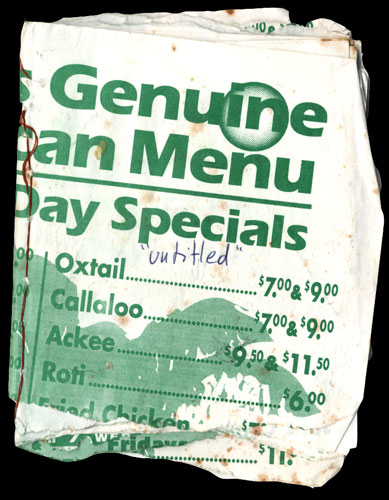 s Genuine
can Menu
Day Specials
"untitled"
Oxtail........................$7.00 & $9.00
Callaloo....................$7.00 & $9.00
Ackee..................$9.50 & $11.50
Roti..............................$6.00
Fried Chicken
Fridays $11.